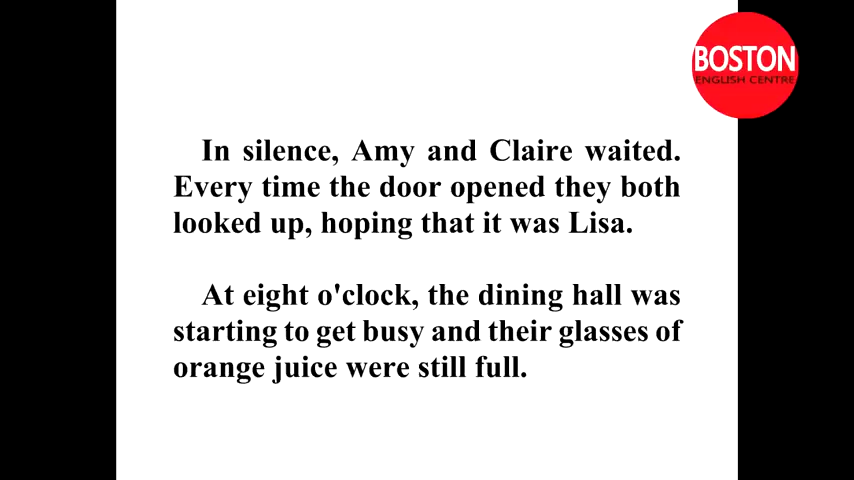 BOSTON
ENGLISH CENTRE
In silence, Amy and Claire waited.
Every time the door opened they both
looked up, hoping that it was Lisa.
At eight o'clock, the dining hall was
starting to get busy and their glasses of
orange juice were still full.